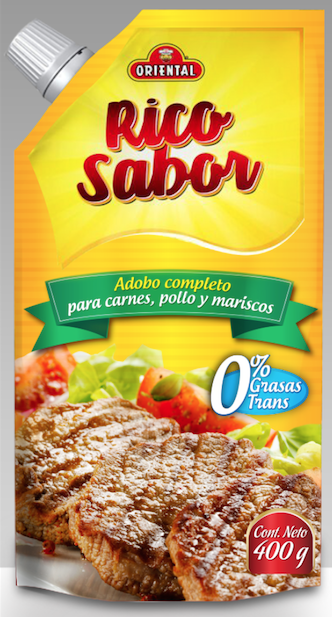 ORIENTAL
Rico
Sabor
Adobo completo
para carnes, pollo y mariscos
0%
Grasas
Trans
Cont. Neto
400 g